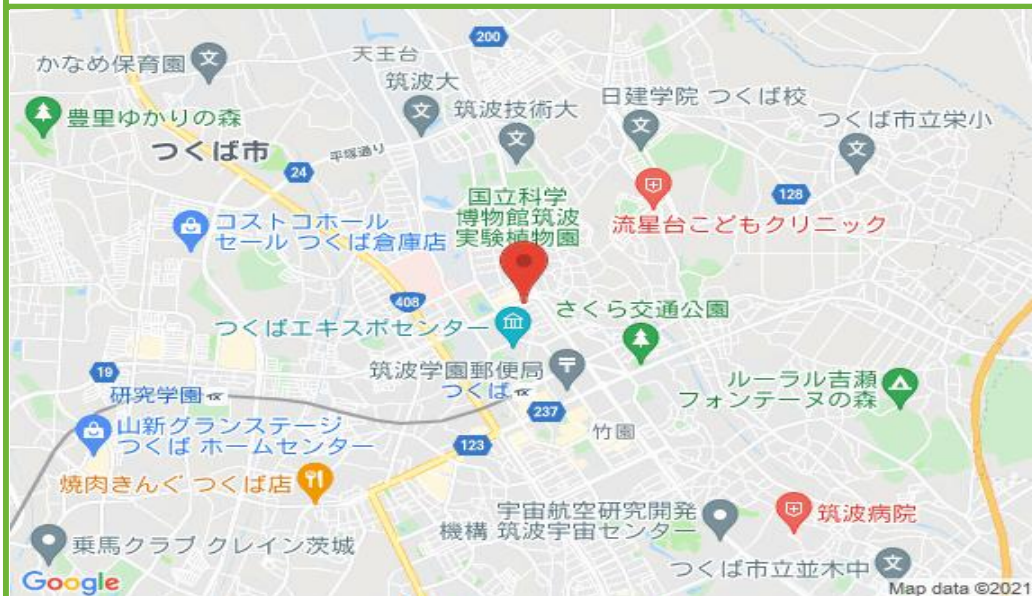 200
天王台
かなめ保育園
筑波大
日建学院 つくば校
豊里ゆかりの森
筑波技術大
つくば市立栄小
つくば市
平塚通り
24
128
国立科学
博物館筑波
実験植物園
コストコホール
セール つくば倉庫店
流星台こどもクリニック
408
さくら交通公園
つくばエキスポセンター
筑波学園郵便局
19
つくば
ルーラル吉瀬
フォンテーヌの森
研究学園
237
山新グランステージ
つくば ホームセンター
123
竹園
焼肉きんぐ つくば店
宇宙航空研究開発
機構 筑波宇宙センター
筑波病院
乗馬クラブ クレイン茨城
つくば市立並木中
Google
Map data ©2021